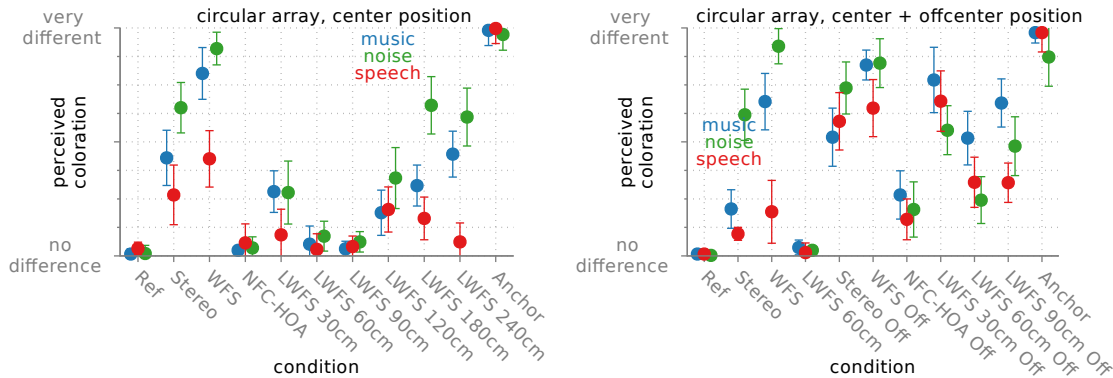 circular array, center position
very
different
music
noise
speech
perceived
coloration
no
difference
Ref
Stereo
WFS
NFC-HOA
LWFS 30cm
LWFS 60cm
LWFS 90cm
LWFS 120cm
LWFS 180cm
LWFS 240cm
Anchor
condition
circular array, center + offcenter position
very
different
music
noise
speech
perceived
coloration
no
difference
Ref
Stereo
WFS
LWFS 60cm
Stereo Off
WFS Off
NFC-HOA Off
LWFS 30cm Off
LWFS 60cm Off
LWFS 90cm Off
Anchor
condition